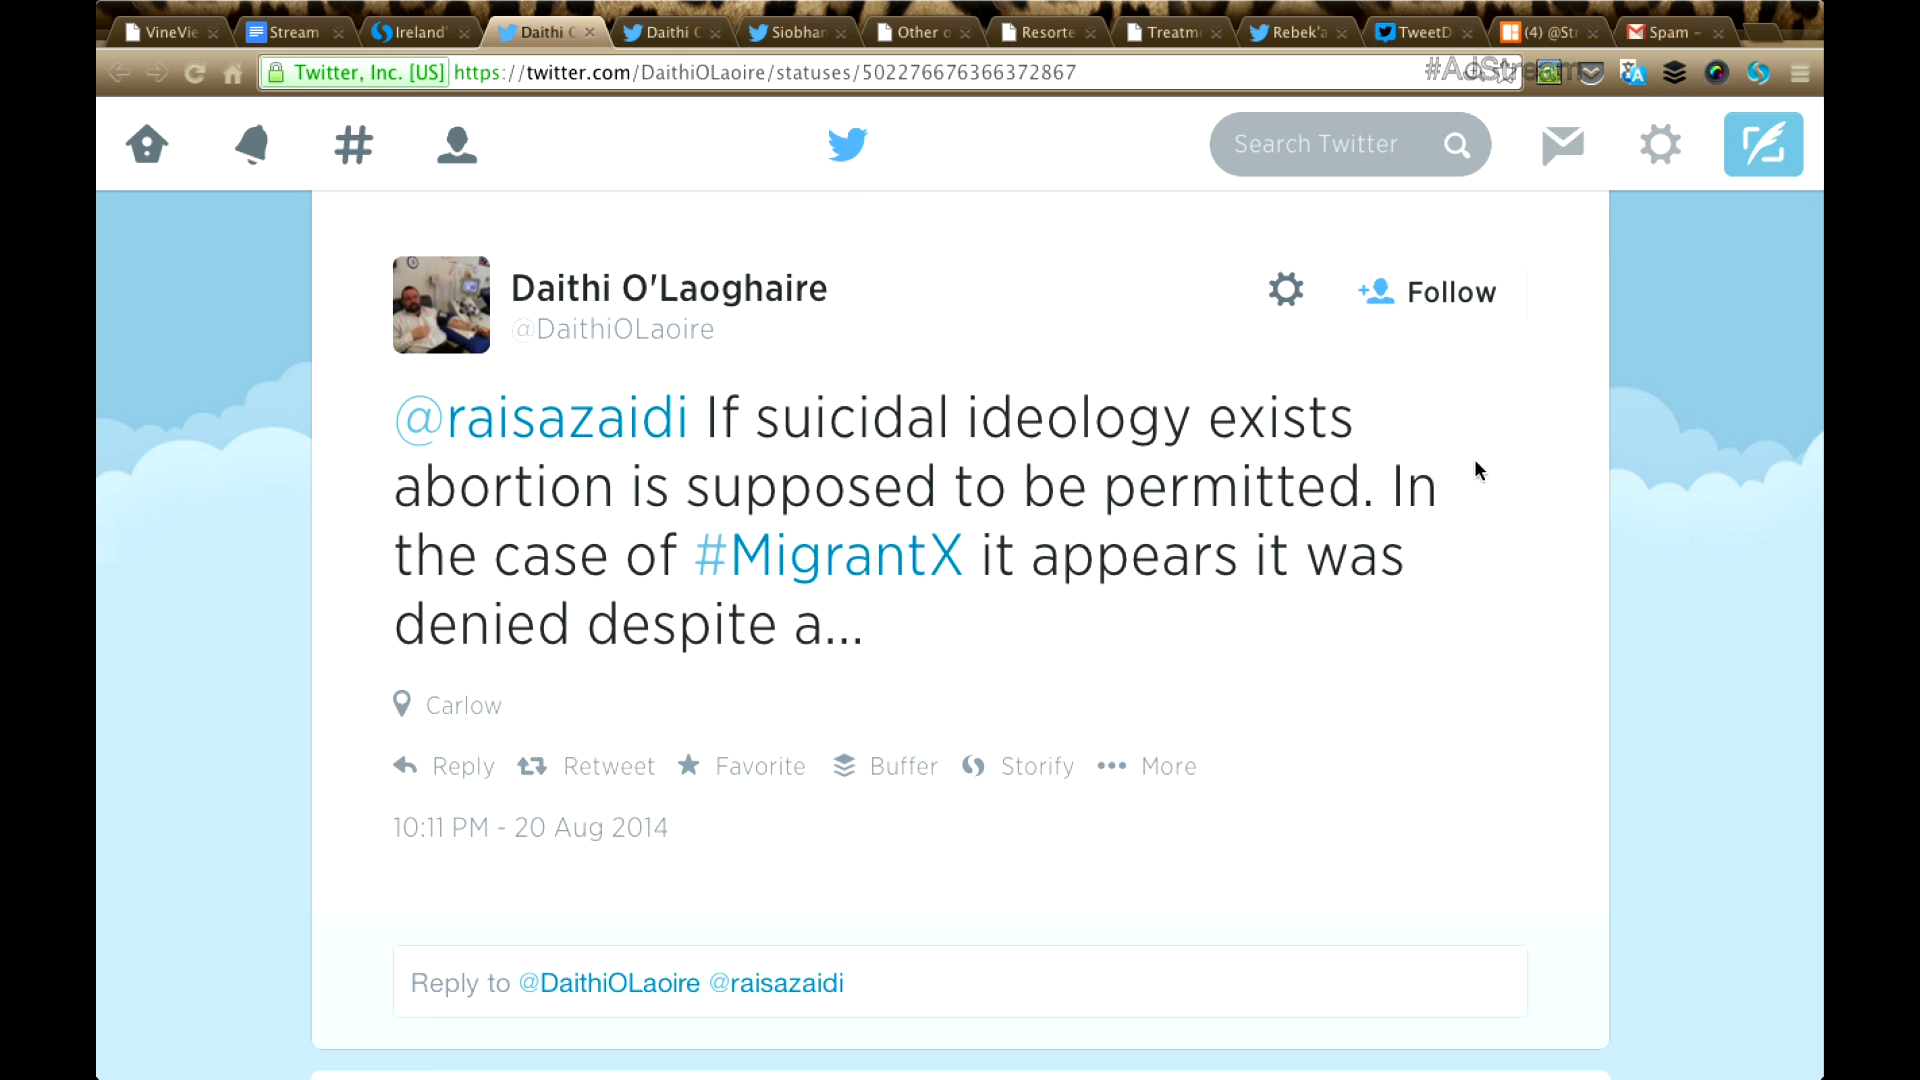 VineVie
Stream
Ireland'
Daithi
Daithi
Siobhan
Other o
Resorte
Treatm
Rebek'a
TweetD
(4) @Str
Spam -
Twitter, Inc. [US] https://twitter.com/DaithiOLaoire/statuses/502276676366372867
#AdStream
Search Twitter
Daithi O'Laoghaire
Follow
@DaithiOLaoire
@raisazaidi If suicidal ideology exists
abortion is supposed to be permitted. In
the case of #MigrantX it appears it was
denied despite a...
Carlow
Reply Retweet Favorite Buffer Storify More
10:11 PM - 20 Aug 2014
Reply to @DaithiOLaoire @raisazaidi